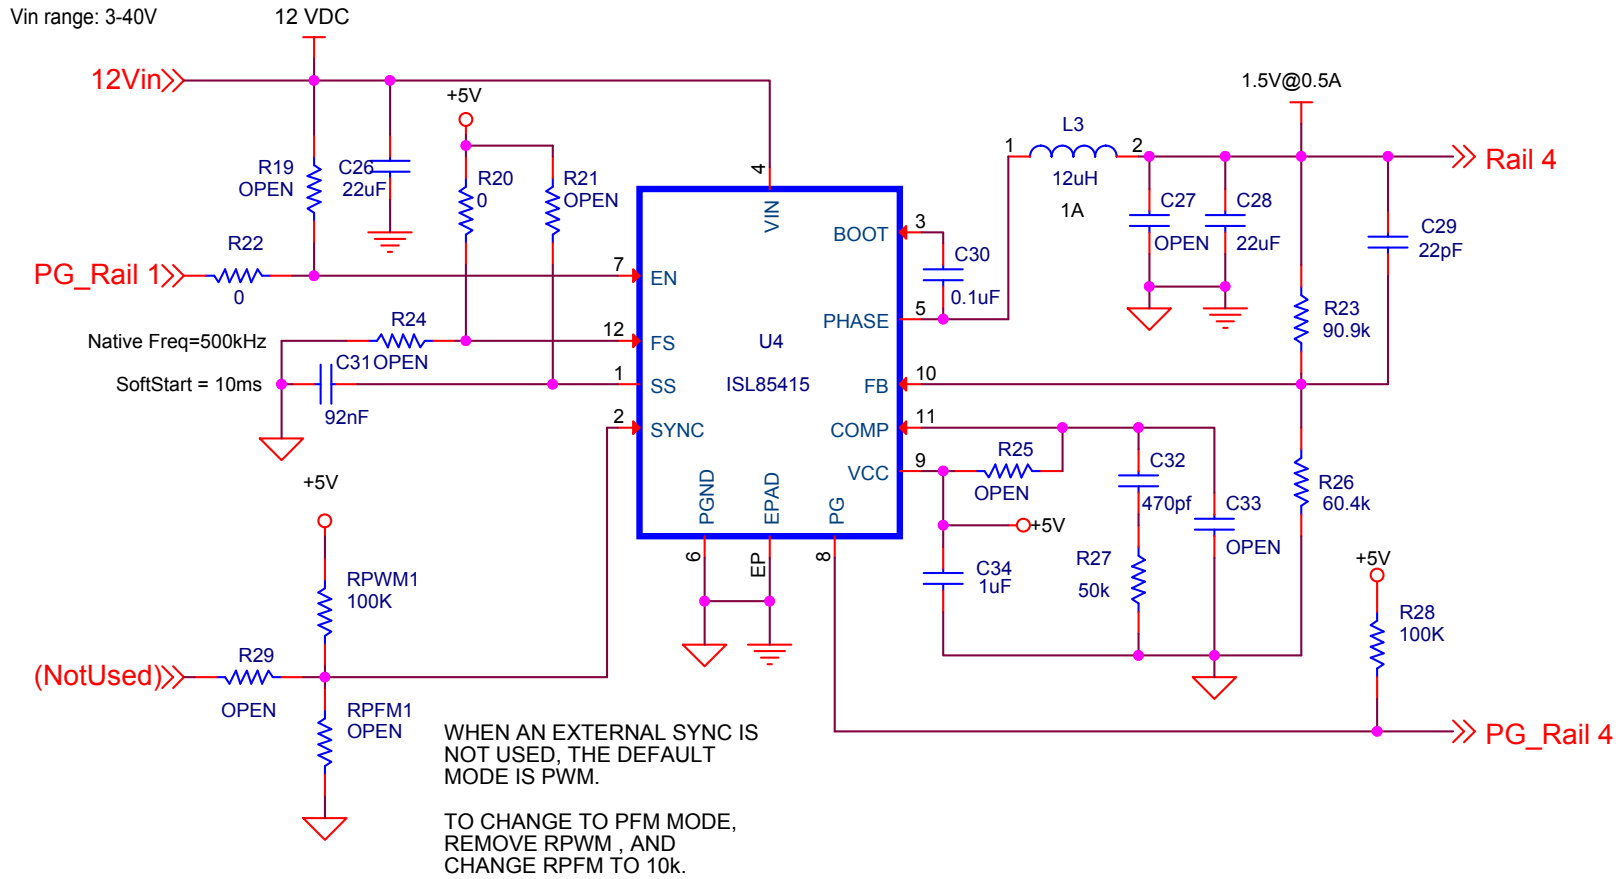 Vin range: 3-40V
12 VDC
12Vin
+5V
1.5V@0.5A
L3
1
2
12uH
1A
Rail 4
R19
OPEN
C26
22uF
R20
0
R21
OPEN
4
VIN
BOOT
3
C30
0.1uF
C27
OPEN
C28
22uF
C29
22pF
R22
PG_Rail 1
0
7
EN
PHASE
5
R23
90.9k
Native Freq=500kHz
R24
OPEN
12
FS
U4
ISL85415
SoftStart = 10ms
C31
92nF
1
SS
FB
10
2
SYNC
COMP
11
VCC
9
R25
OPEN
C32
470pf
C33
OPEN
R26
60.4k
PGND
EPAD
PG
6
EP
8
+5V
C34
1uF
R27
50k
+5V
RPWM1
100K
+5V
R28
100K
(NotUsed)
R29
OPEN
RPFM1
OPEN
PG_Rail 4
WHEN AN EXTERNAL SYNC IS
NOT USED, THE DEFAULT
MODE IS PWM.
TO CHANGE TO PFM MODE,
REMOVE RPWM , AND
CHANGE RPFM TO 10k.